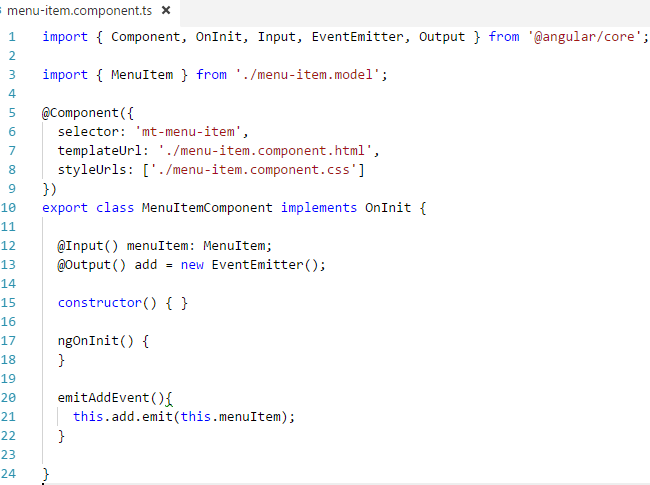 menu-item.component.ts ×
1 import { Component, OnInit, Input, EventEmitter, Output } from '@angular/core';
2
3 import { MenuItem } from './menu-item.model';
4
5 @Component({
6   selector: 'mt-menu-item',
7   templateUrl: './menu-item.component.html',
8   styleUrls: ['./menu-item.component.css']
9 })
10 export class MenuItemComponent implements OnInit {
11
12   @Input() menuItem: MenuItem;
13   @Output() add = new EventEmitter();
14
15   constructor() { }
16
17   ngOnInit() {
18   }
19
20   emitAddEvent(){
21     this.add.emit(this.menuItem);
22   }
23
24 }